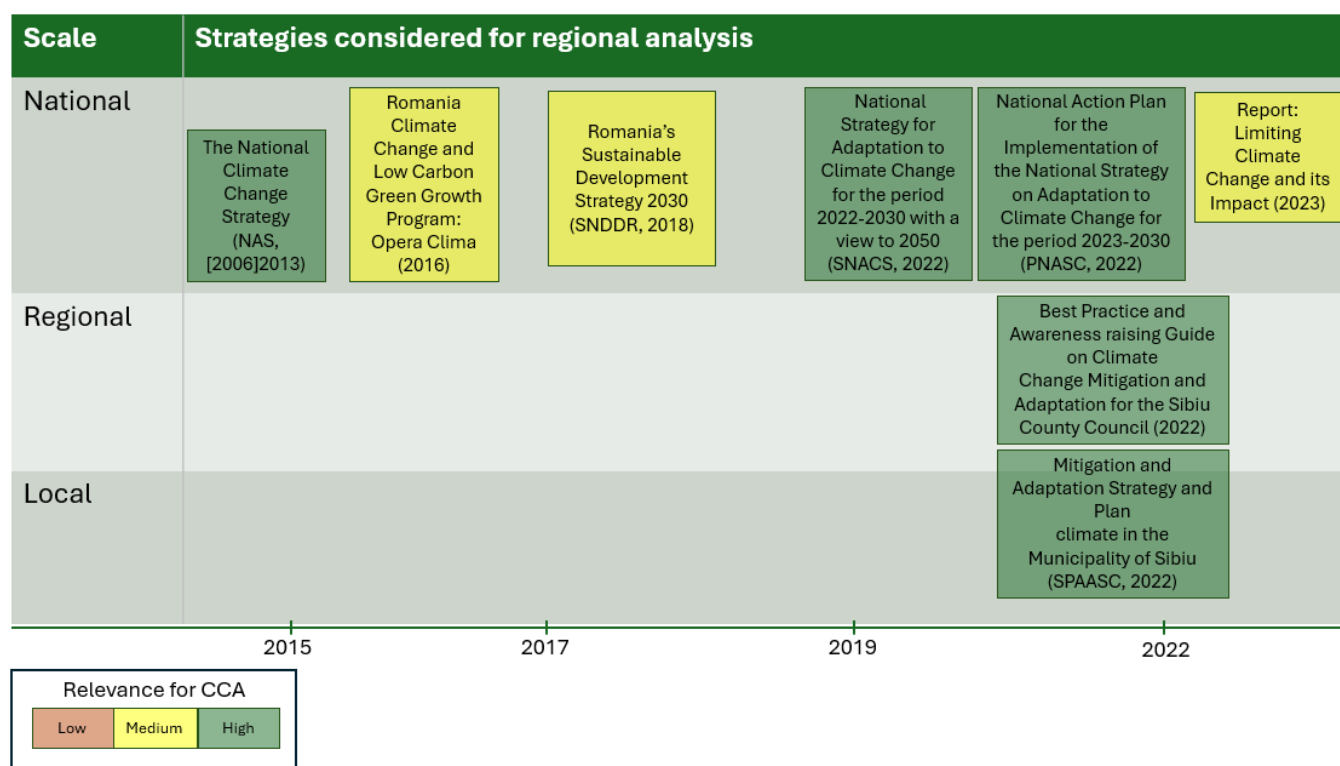 Scale
Strategies considered for regional analysis
National
The National
Climate
Change
Strategy
(NAS,
[2006]2013)
Romania
Climate
Change and
Low Carbon
Green Growth
Program:
Opera Clima
(2016)
Romania’s
Sustainable
Development
Strategy 2030
(SNDDR, 2018)
National
Strategy for
Adaptation to
Climate Change
for the period
2022-2030 with a
view to 2050
(SNACS, 2022)
National Action Plan
for the
Implementation of
the National Strategy
on Adaptation to
Climate Change for
the period 2023-2030
(PNASC, 2022)
Report:
Limiting
Climate
Change and its
Impact (2023)
Regional
Best Practice and
Awareness raising Guide
on Climate
Change Mitigation and
Adaptation for the Sibiu
County Council (2022)
Local
Mitigation and
Adaptation Strategy and
Plan
climate in the
Municipality of Sibiu
(SPAASC, 2022)
2015
2017
2019
2022
Relevance for CCA
Low
Medium
High